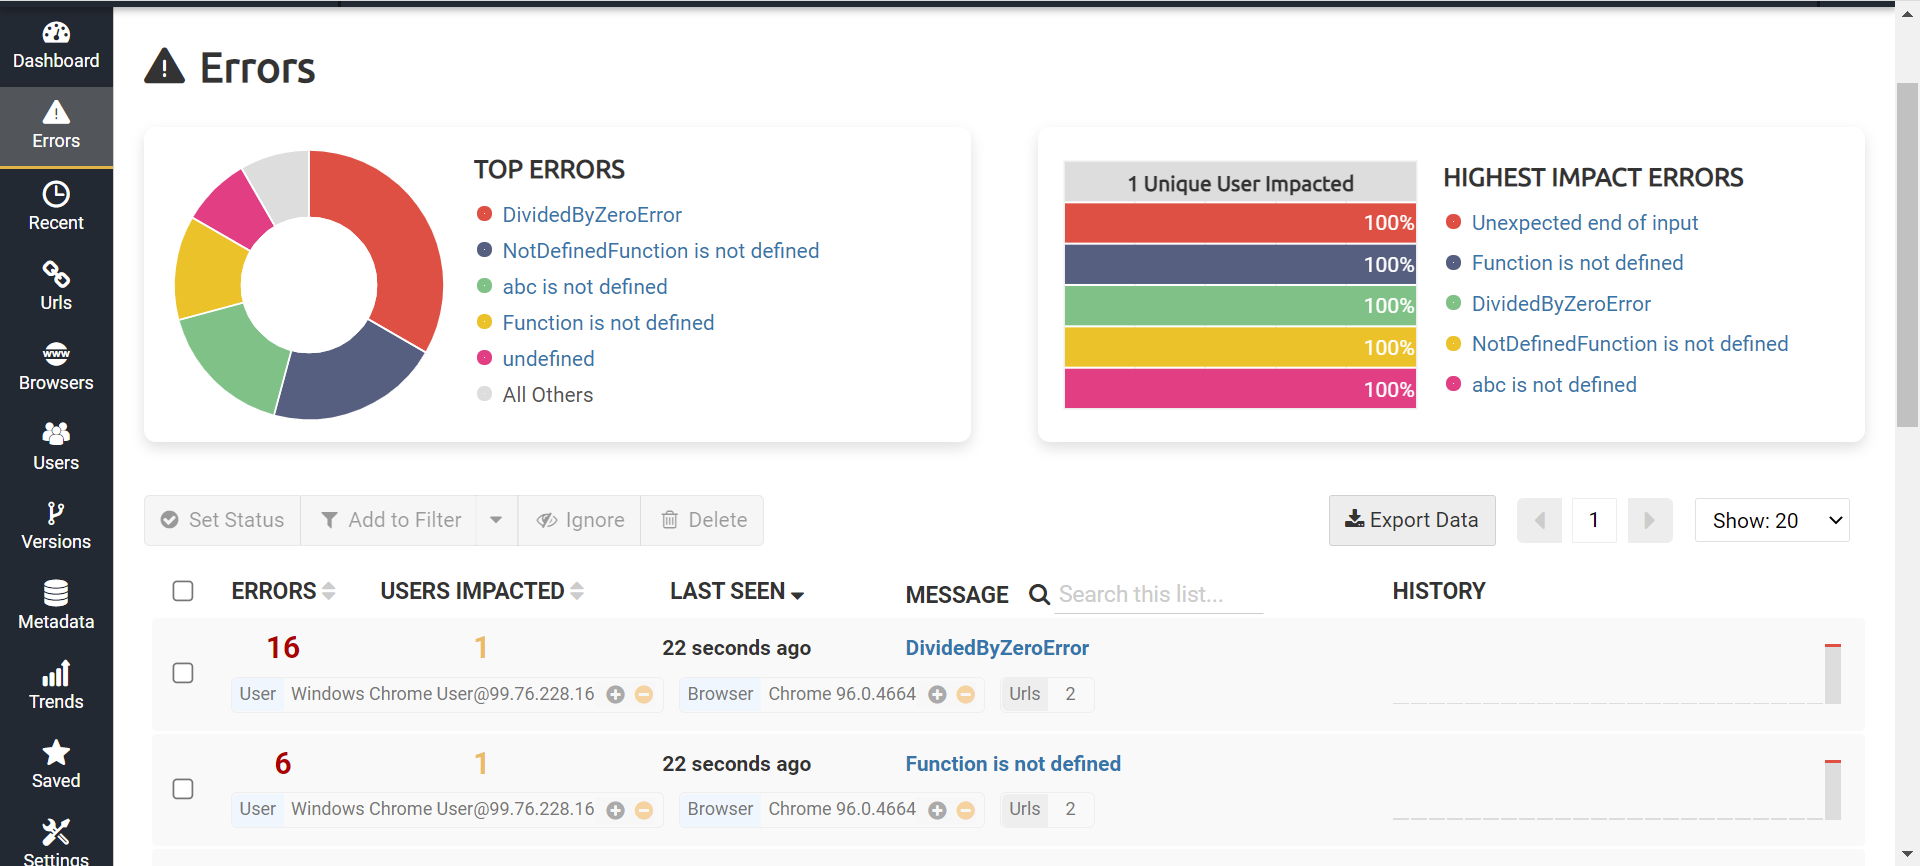 Dashboard
Errors
Recent
Urls
www
Browsers
Users
Versions
Metadata
Trends
Saved
Settings
Errors
TOP ERRORS
DividedByZeroError
NotDefinedFunction is not defined
abc is not defined
Function is not defined
undefined
All Others
1 Unique User Impacted
100%
100%
100%
100%
100%
HIGHEST IMPACT ERRORS
Unexpected end of input
Function is not defined
DividedByZeroError
NotDefinedFunction is not defined
abc is not defined
Set Status Add to Filter Ignore Delete
Export Data 1 Show: 20
ERRORS USERS IMPACTED LAST SEEN MESSAGE Search this list... HISTORY
16 1 22 seconds ago DividedByZeroError
User Windows Chrome User@99.76.228.16 Browser Chrome 96.0.4664 Urls 2
6 1 22 seconds ago Function is not defined
User Windows Chrome User@99.76.228.16 Browser Chrome 96.0.4664 Urls 2